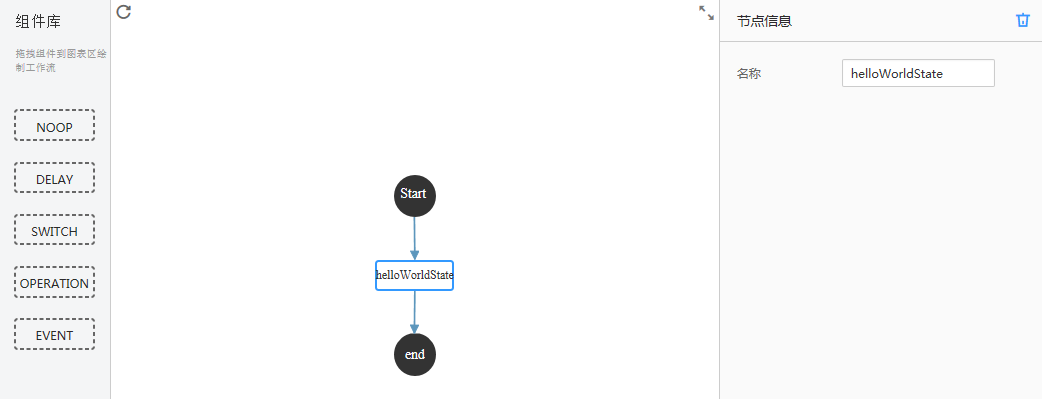 组件库
拖拽组件到图表区绘
制工作流
NOOP
DELAY
SWITCH
OPERATION
EVENT
Start
helloWorldState
end
节点信息
名称
helloWorldState